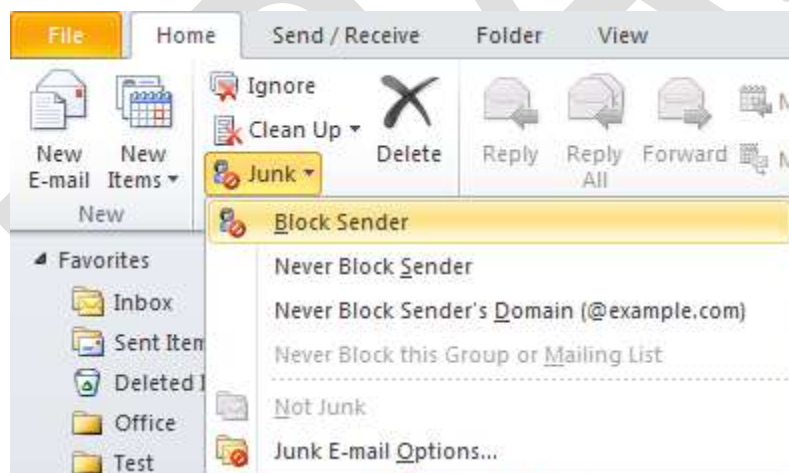 File Home Send / Receive Folder View
Ignore
Clean Up
Junk
New E-mail
New Items
Delete
Reply
Reply All
Forward
New
Block Sender
Never Block Sender
Never Block Sender's Domain (@example.com)
Never Block this Group or Mailing List
Not Junk
Junk E-mail Options...
Favorites
Inbox
Sent Item
Deleted
Office
Test